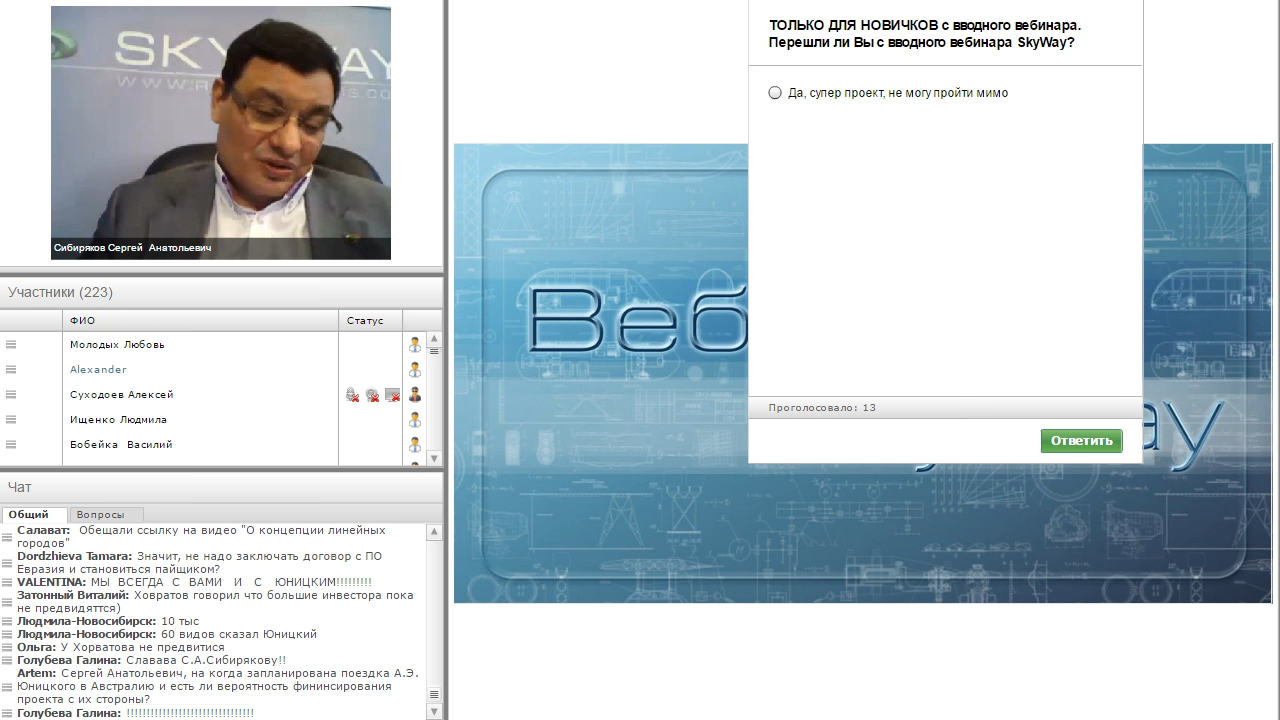 SKYWAY
Сибиряков Сергей Анатольевич
Участники (223)
ФИО
Статус
Молодых Любовь
Alexander
Суходоев Алексей
Ищенко Людмила
Бобейка Василий
Чат
Общий
Вопросы
Салават: Обещали ссылку на видео "О концепции линейных
городов"
Dordzhieva Tamara: Значит, не надо заключать договор с ПО
Евразия и становиться пайщиком?
VALENTINA: МЫ ВСЕГДА С ВАМИ И С ЮНИЦКИМ!!!!!!!!!
Затонный Виталий: Ховратов говорил что большие инвестора пока
не предвидяттся)
Людмила-Новосибирск: 10 тыс
Людмила-Новосибирск: 60 видов сказал Юницкий
Ольга: У Хорватова не предвитися
Голубева Галина: Славава С.А.Сибирякову!!
Artem: Сергей Анатольевич, на когда запланирована поездка А.Э.
Юницкого в Австралию и есть ли вероятность фининсирования
проекта с их стороны?
Голубева Галина: !!!!!!!!!!!!!!!!!!!!!!!!!!!!!!!!
ТОЛЬКО ДЛЯ НОВИЧКОВ с вводного вебинара.
Перешли ли Вы с вводного вебинара SkyWay?
Да, супер проект, не могу пройти мимо
Проголосовало: 13
Ответить
Веб
ay